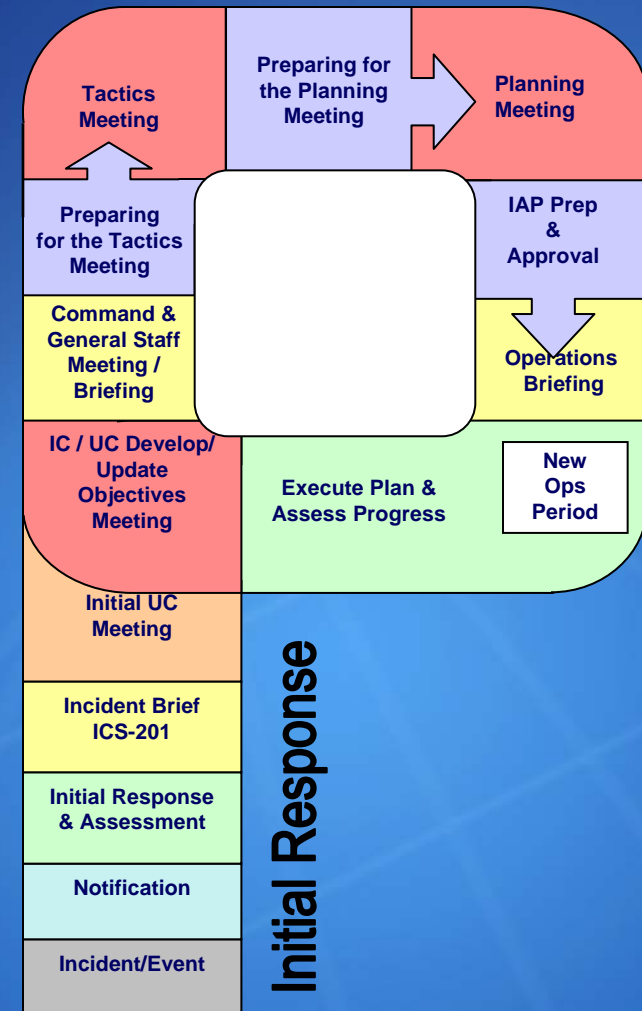 Tactics
Meeting
Preparing for
the Planning
Meeting
Planning
Meeting
Preparing
for the Tactics
Meeting
IAP Prep
&
Approval
Command &
General Staff
Meeting /
Briefing
Operations
Briefing
IC / UC Develop/
Update
Objectives
Meeting
Execute Plan &
Assess Progress
New
Ops
Period
Initial UC
Meeting
Incident Brief
ICS-201
Initial Response
& Assessment
Notification
Incident/Event
Initial Response